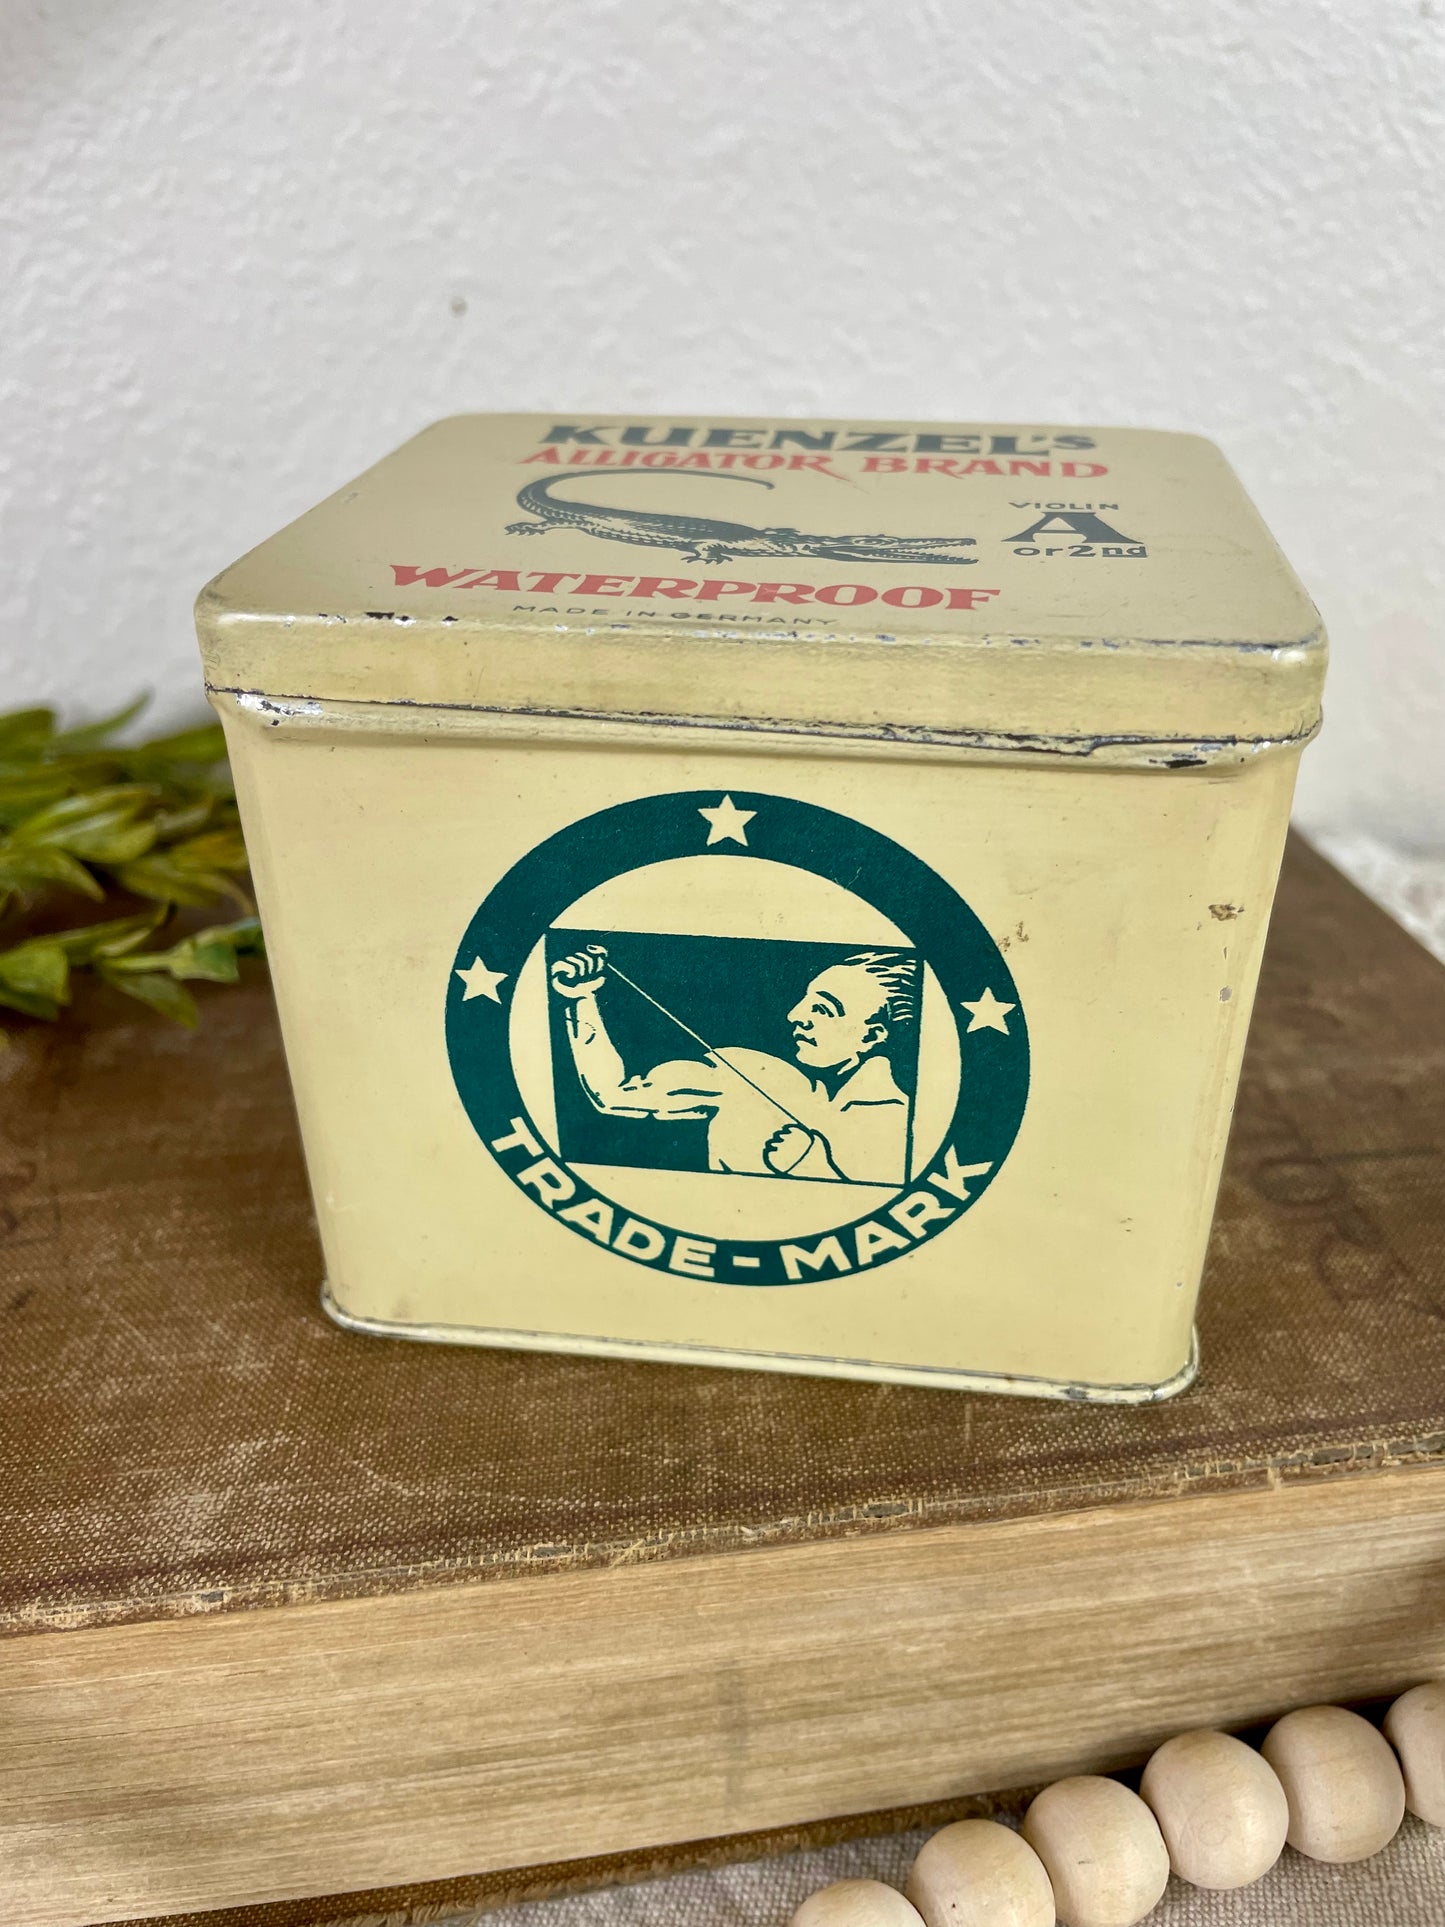 KUENZEL'S
ALLIGATOR BRAND
VIOLIN
A
or 2nd
WATERPROOF
MADE IN GERMANY
TRADE-MARK